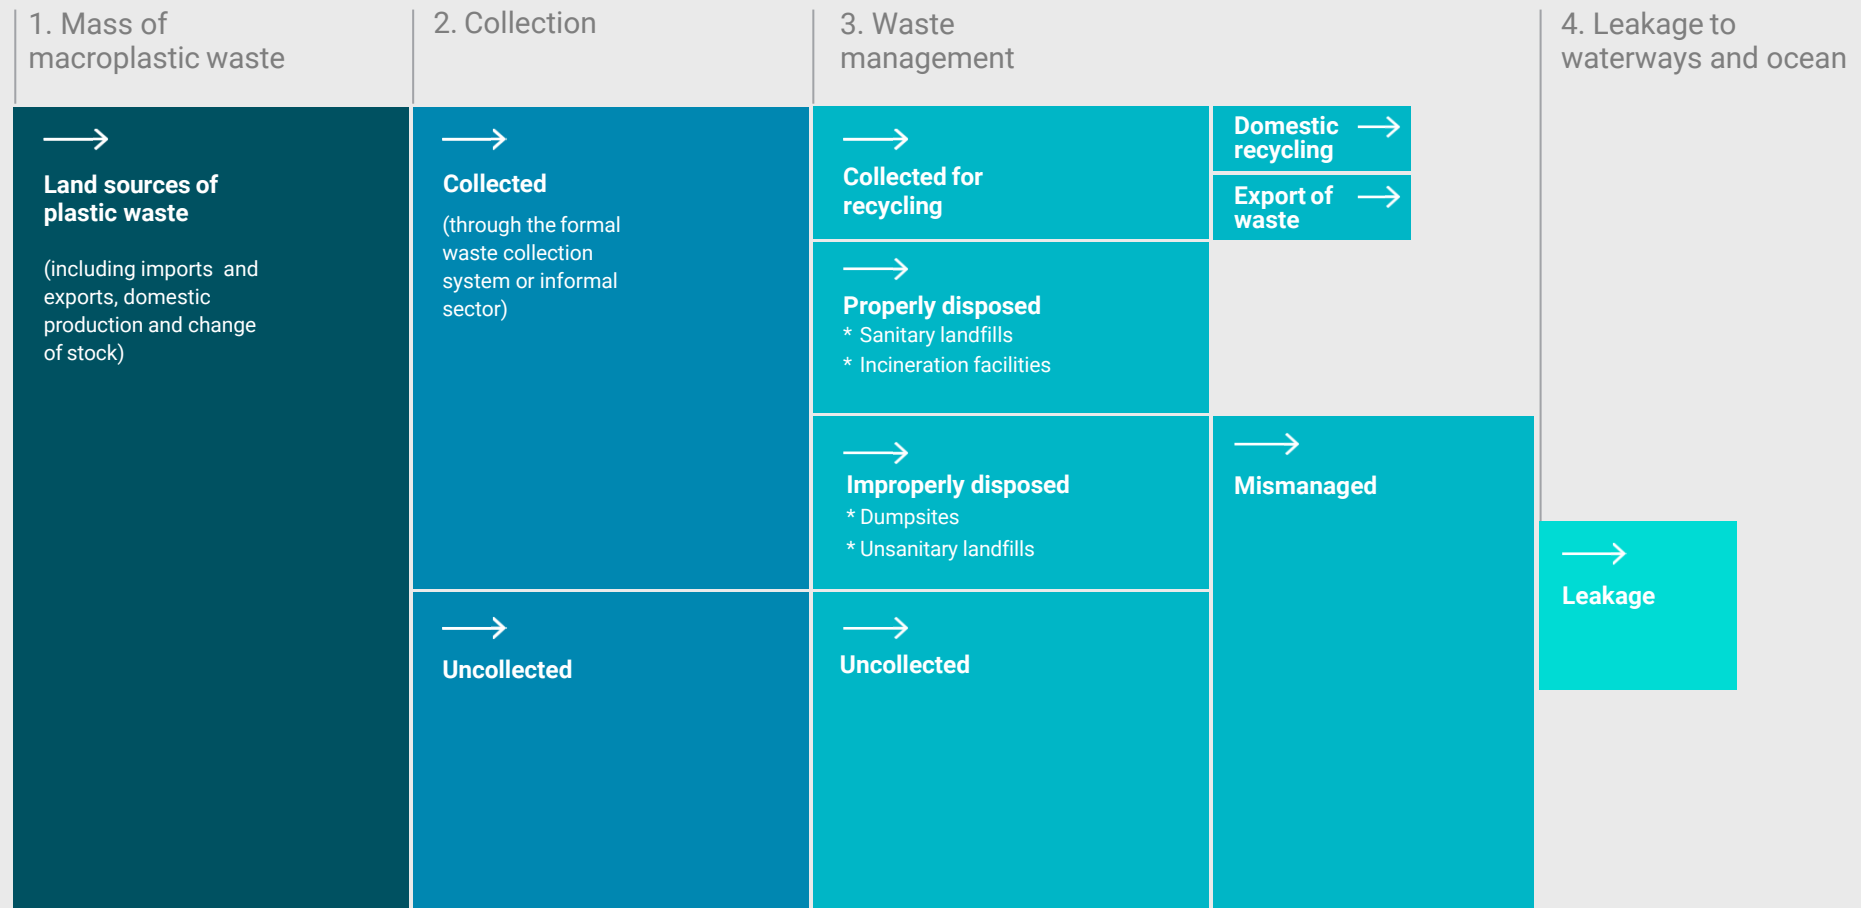 1. Mass of
macroplastic waste
2. Collection
3. Waste
management
4. Leakage to
waterways and ocean
Land sources of
plastic waste
(including imports and
exports, domestic
production and change
of stock)
Collected
(through the formal
waste collection
system or informal
sector)
Uncollected
Collected for
recycling
Domestic
recycling
Export of
waste
Properly disposed
* Sanitary landfills
* Incineration facilities
Improperly disposed
* Dumpsites
* Unsanitary landfills
Uncollected
Mismanaged
Leakage